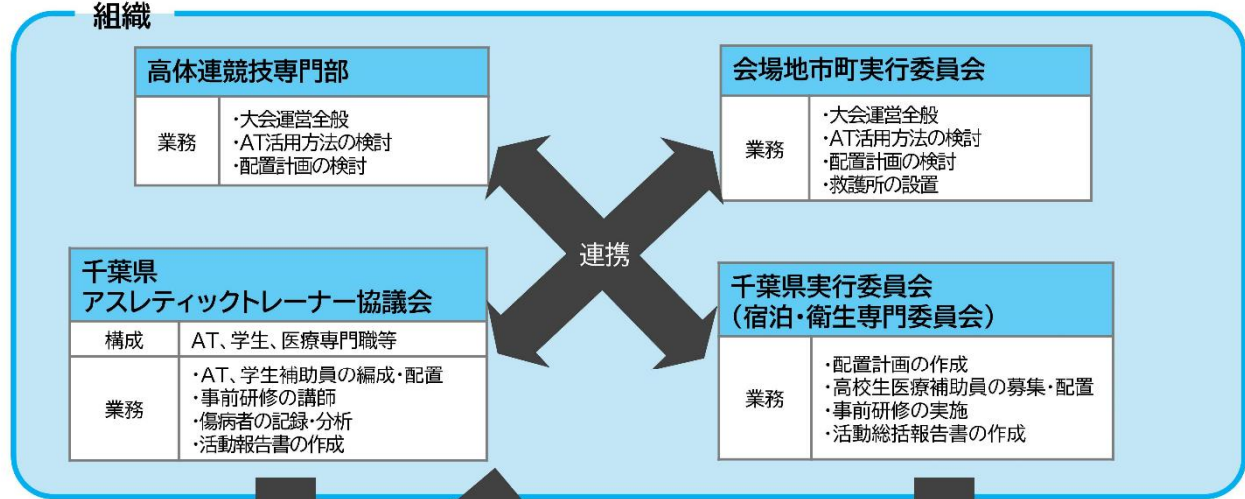 組織
高体連競技専門部
業務
・大会運営全般
・AT活用方法の検討
・配置計画の検討
会場地市町実行委員会
業務
・大会運営全般
・AT活用方法の検討
・配置計画の検討
・救護所の設置
連携
千葉県
アスレティックトレーナー協議会
構成
AT、学生、医療専門職等
業務
・AT、学生補助員の編成・配置
・事前研修の講師
・傷病者の記録・分析
・活動報告書の作成
千葉県実行委員会
(宿泊・衛生専門委員会)
業務
・配置計画の作成
・高校生医療補助員の募集・配置
・事前研修の実施
・活動総括報告書の作成